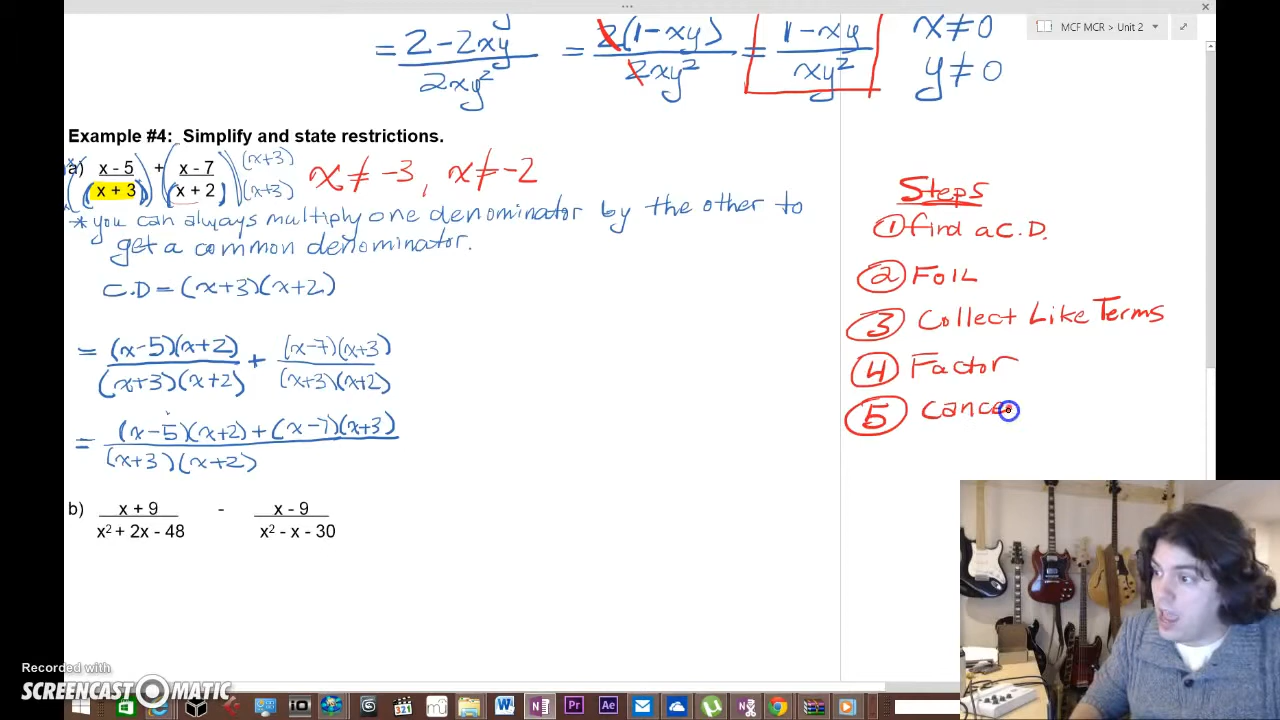 = 2 - 2xy / 2xy² = 2(1 - xy) / 2xy² = 1 - xy / xy² x ≠ 0
y ≠ 0
MCF MCR > Unit 2
Example #4: Simplify and state restrictions.
a) (x - 5) / (x + 3) + (x - 7) / (x + 2) (x+3) (x+3) x ≠ -3, x ≠ -2
*you can always multiply one denominator by the other to
get a common denominator.
C.D = (x+3)(x+2)
= (x-5)(x+2) / (x+3)(x+2) + (x-7)(x+3) / (x+3)(x+2)
= (x-5)(x+2) + (x-7)(x+3) / (x+3)(x+2)
b) x + 9 / x² + 2x - 48 - x - 9 / x² - x - 30
Steps
① find a C.D.
② FOIL
③ Collect Like Terms
④ Factor
⑤ Cance
Recorded with
SCREENCAST MATIC